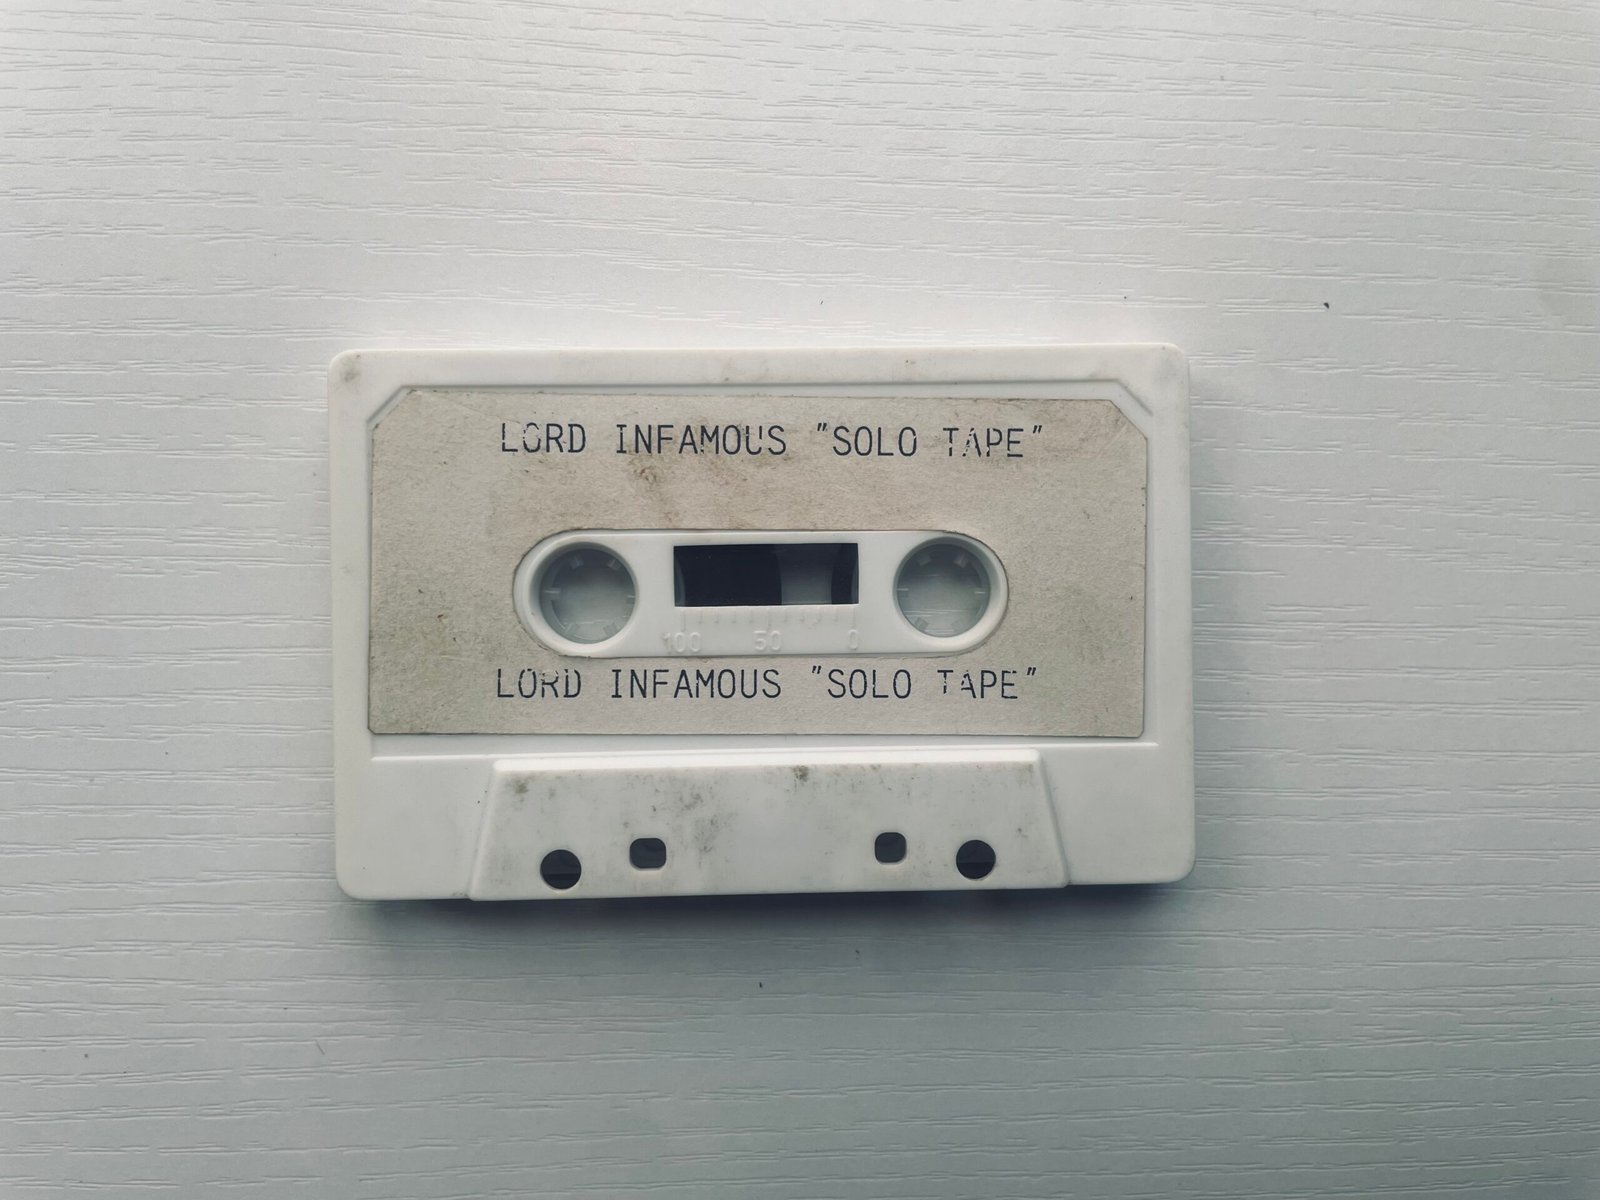 LORD INFAMOUS "SOLO TAPE"
100 50 0
LORD INFAMOUS "SOLO TAPE"